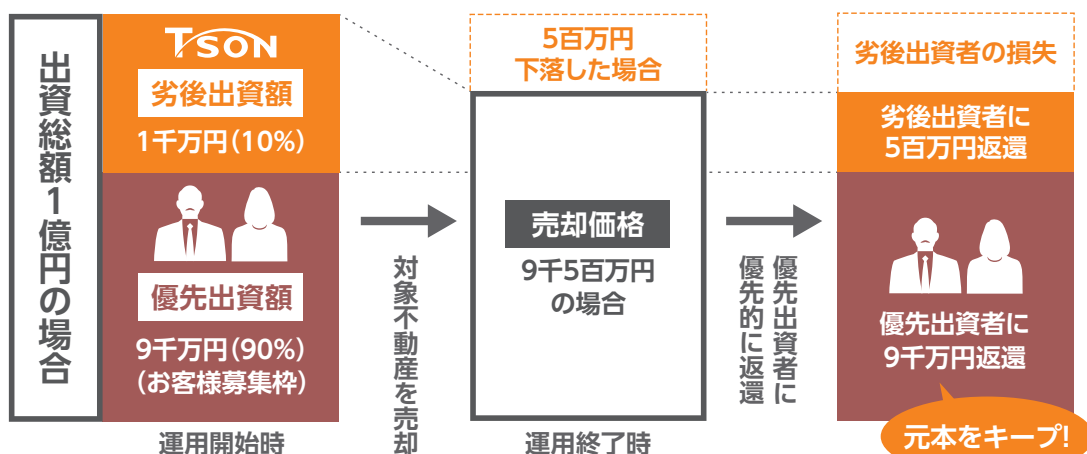 出資総額1億円の場合
TSON
劣後出資額
1千万円(10%)
優先出資額
9千万円(90%)
(お客様募集枠)
運用開始時
対象不動産を売却
5百万円
下落した場合
売却価格
9千5百万円
の場合
運用終了時
優先出資者に
優先的に返還
劣後出資者の損失
劣後出資者に
5百万円返還
優先出資者に
9千万円返還
元本をキープ!